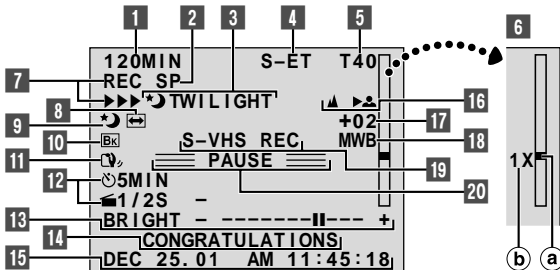 1 2 3 4 5 6
120MIN S-ET T40
7 REC SP
TWILIGHT 16
8 +02 17
9 MWB 18
10 BK S-VHS REC 19
11 PAUSE 20
12 5MIN
1/2S –
1X
13 BRIGHT – – – – – – – – – – – – +
14 CONGRATULATIONS
15 DEC 25.01 AM 11:45:18
b a